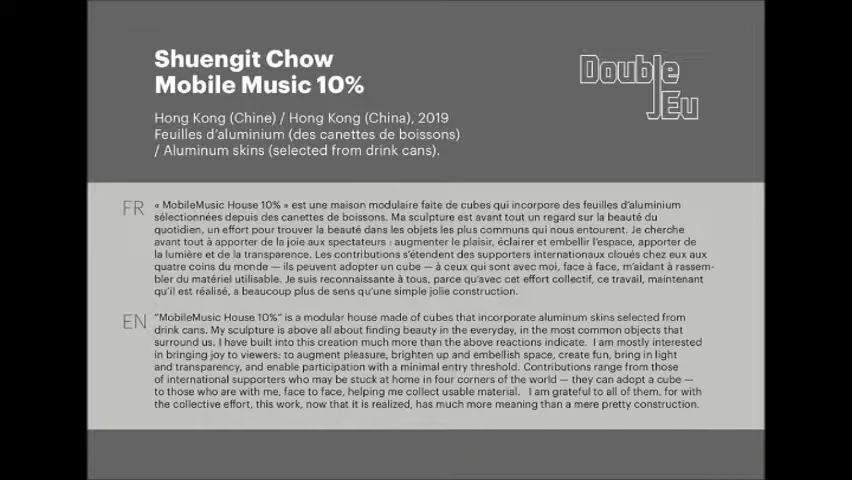 Shuengit Chow
Mobile Music 10%
Double
JEu
Hong Kong (Chine) / Hong Kong (China), 2019
Feuilles d'aluminium (des canettes de boissons)
/ Aluminum skins (selected from drink cans).
FR
« MobileMusic House 10% » est une maison modulaire faite de cubes qui incorpore des feuilles d'aluminium
sélectionnées depuis des canettes de boissons. Ma sculpture est avant tout un regard sur la beauté du
quotidien, un effort pour trouver la beauté dans les objets les plus communs qui nous entourent. Je cherche
avant tout à apporter de la joie aux spectateurs : augmenter le plaisir, éclairer et embellir l'espace, apporter de
la lumière et de la transparence. Les contributions s'étendent des supporters internationaux cloués chez eux aux
quatre coins du monde — ils peuvent adopter un cube — à ceux qui sont avec moi, face à face, m'aidant à rassem-
bler du matériel utilisable. Je suis reconnaissante à tous, parce qu'avec cet effort collectif, ce travail, maintenant
qu'il est réalisé, a beaucoup plus de sens qu'une simple jolie construction.
EN
"MobileMusic House 10%" is a modular house made of cubes that incorporate aluminum skins selected from
drink cans. My sculpture is above all about finding beauty in the everyday, in the most common objects that
surround us. I have built into this creation much more than the above reactions indicate. I am mostly interested
in bringing joy to viewers: to augment pleasure, brighten up and embellish space, create fun, bring in light
and transparency, and enable participation with a minimal entry threshold. Contributions range from those
of international supporters who may be stuck at home in four corners of the world — they can adopt a cube —
to those who are with me, face to face, helping me collect usable material. I am grateful to all of them, for with
the collective effort, this work, now that it is realized, has much more meaning than a mere pretty construction.